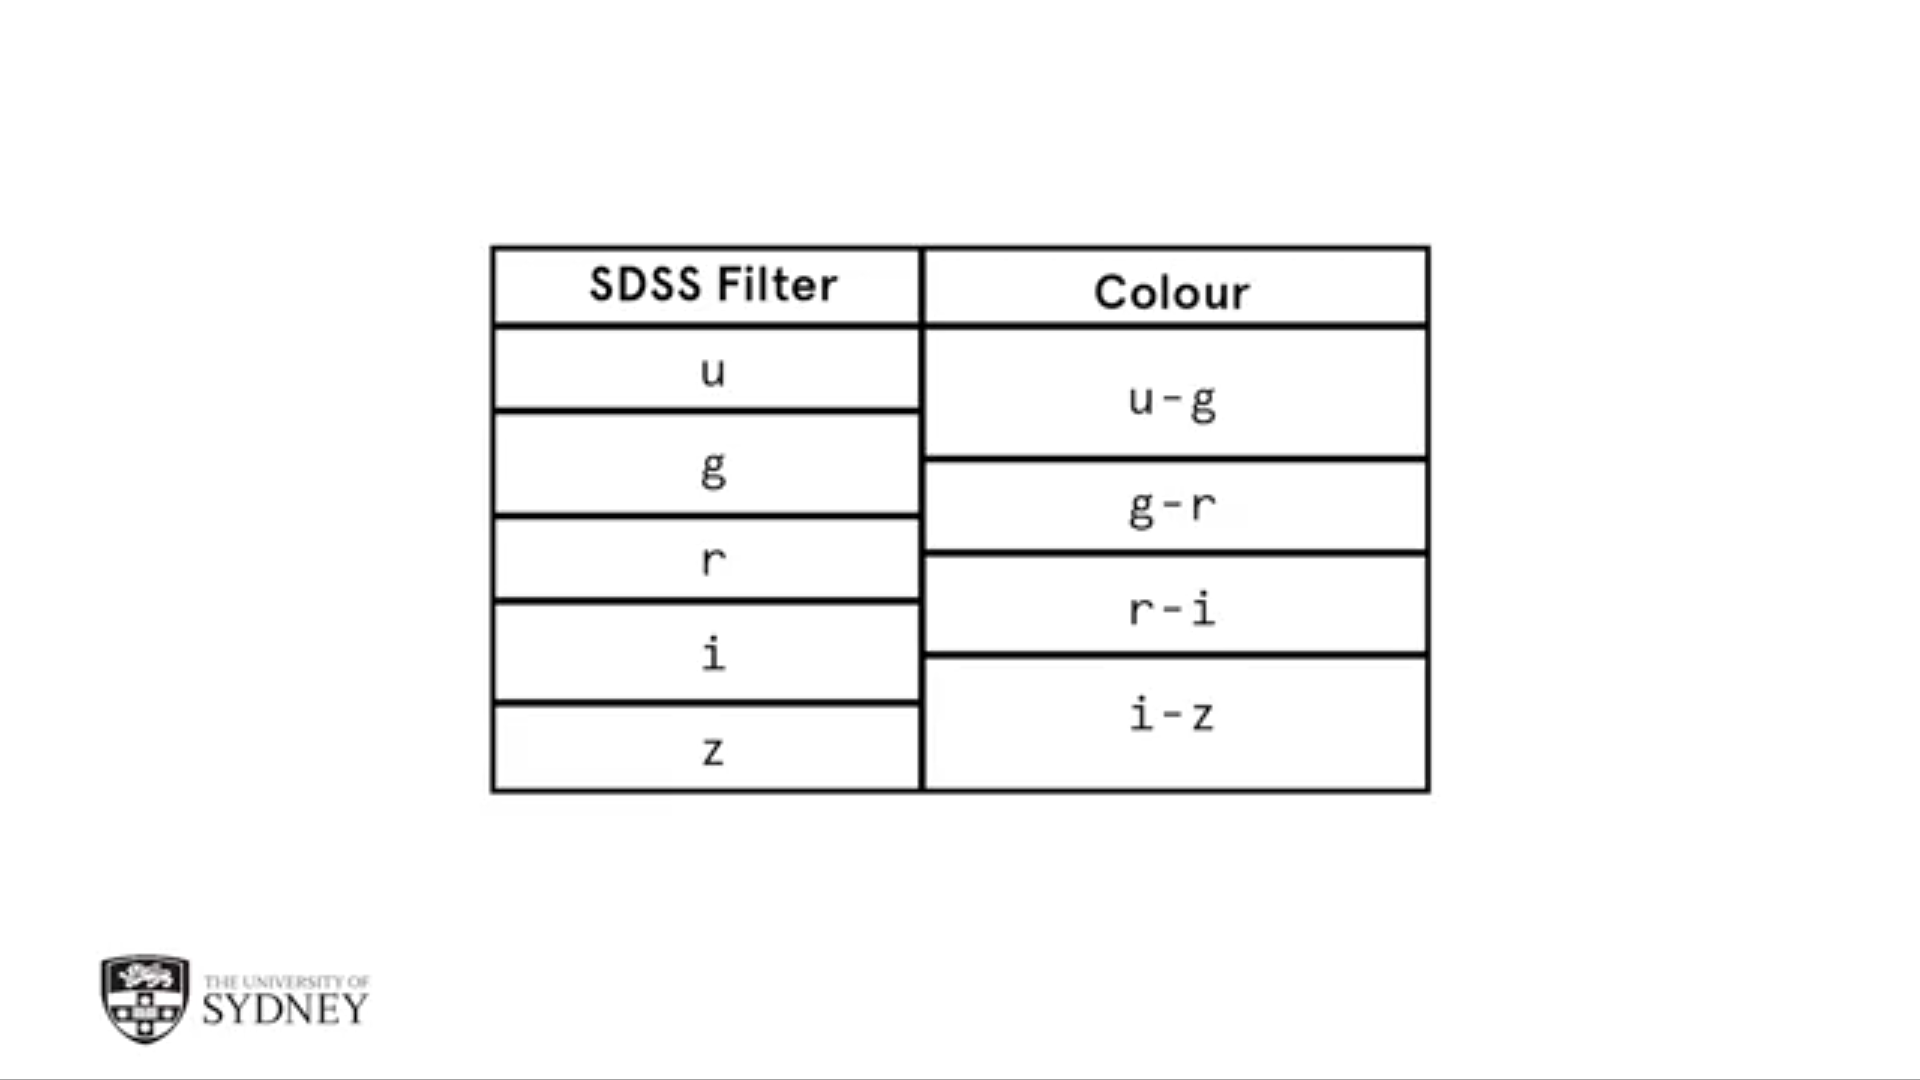 SDSS Filter
Colour
u
u-g
g
g-r
r
r-i
i
i-z
z
THE UNIVERSITY OF
SYDNEY